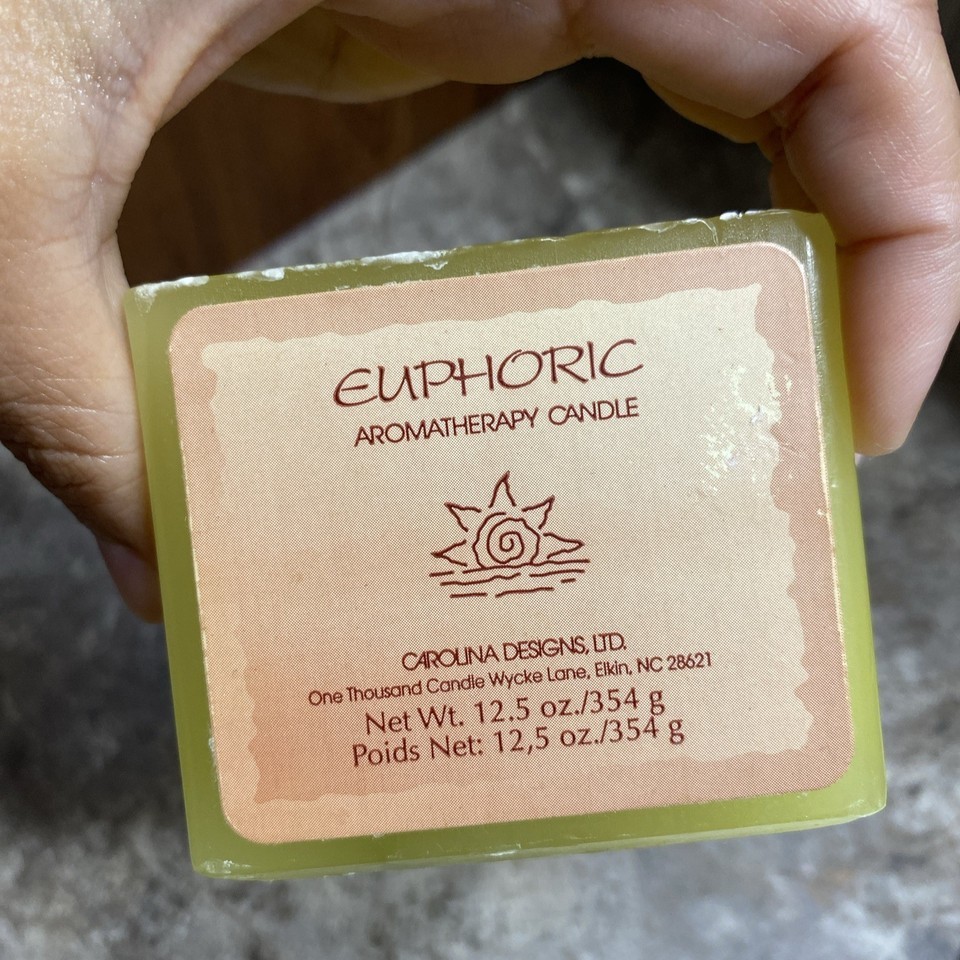 EUPHORIC
AROMATHERAPY CANDLE
CAROLINA DESIGNS, LTD.
One Thousand Candle Wycke Lane, Elkin, NC 28621
Net Wt. 12.5 oz./354 g
Poids Net: 12,5 oz./354 g